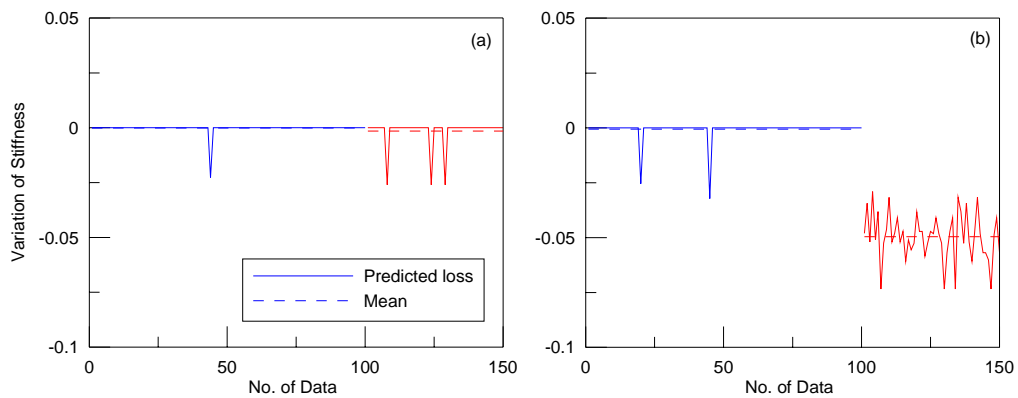 0.05
0
-0.05
-0.1
Variation of Stiffness
(a)
Predicted loss
Mean
0
50
100
150
No. of Data
0.05
0
-0.05
-0.1
(b)
0
50
100
150
No. of Data